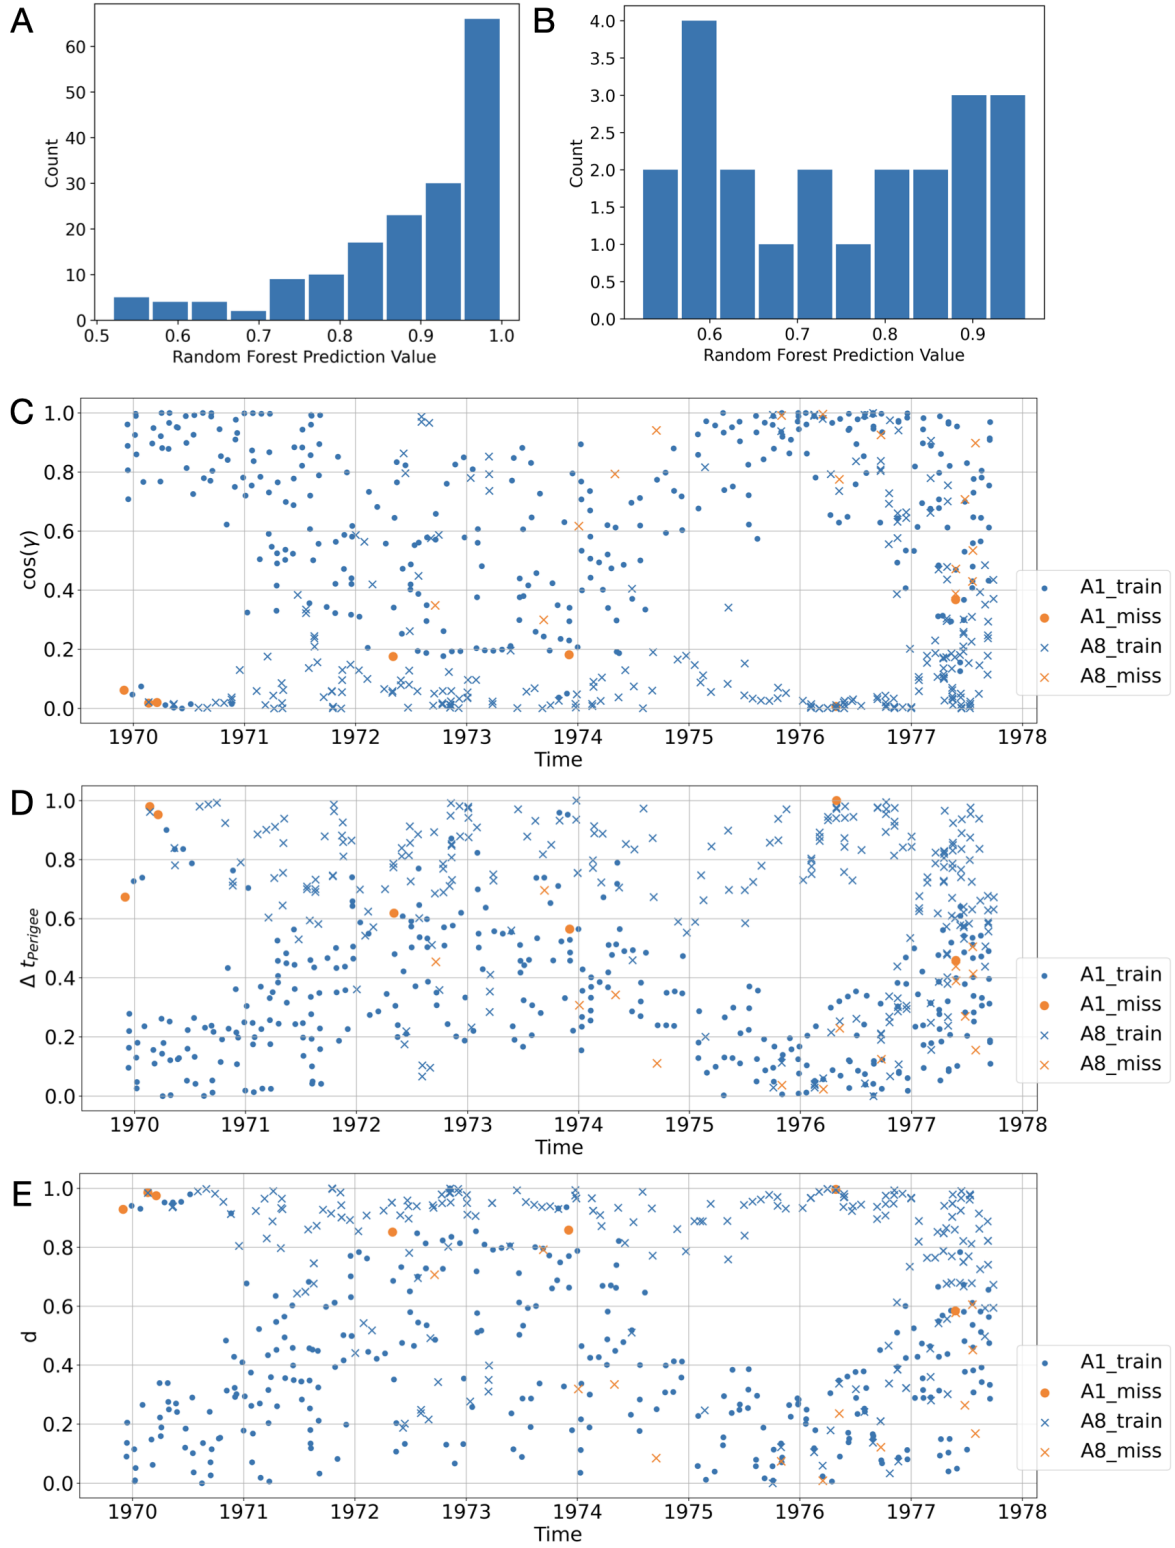 A
B
60
50
40
30
20
10
0
Count
0.5 0.6 0.7 0.8 0.9 1.0
Random Forest Prediction Value
4.0
3.5
3.0
2.5
2.0
1.5
1.0
0.5
0.0
Count
0.6 0.7 0.8 0.9
Random Forest Prediction Value
C
1.0
0.8
0.6
0.4
0.2
0.0
cos(γ)
1970 1971 1972 1973 1974 1975 1976 1977 1978
Time
A1_train
A1_miss
A8_train
A8_miss
D
1.0
0.8
0.6
0.4
0.2
0.0
Δ tPerigee
1970 1971 1972 1973 1974 1975 1976 1977 1978
Time
A1_train
A1_miss
A8_train
A8_miss
E
1.0
0.8
0.6
0.4
0.2
0.0
d
1970 1971 1972 1973 1974 1975 1976 1977 1978
Time
A1_train
A1_miss
A8_train
A8_miss